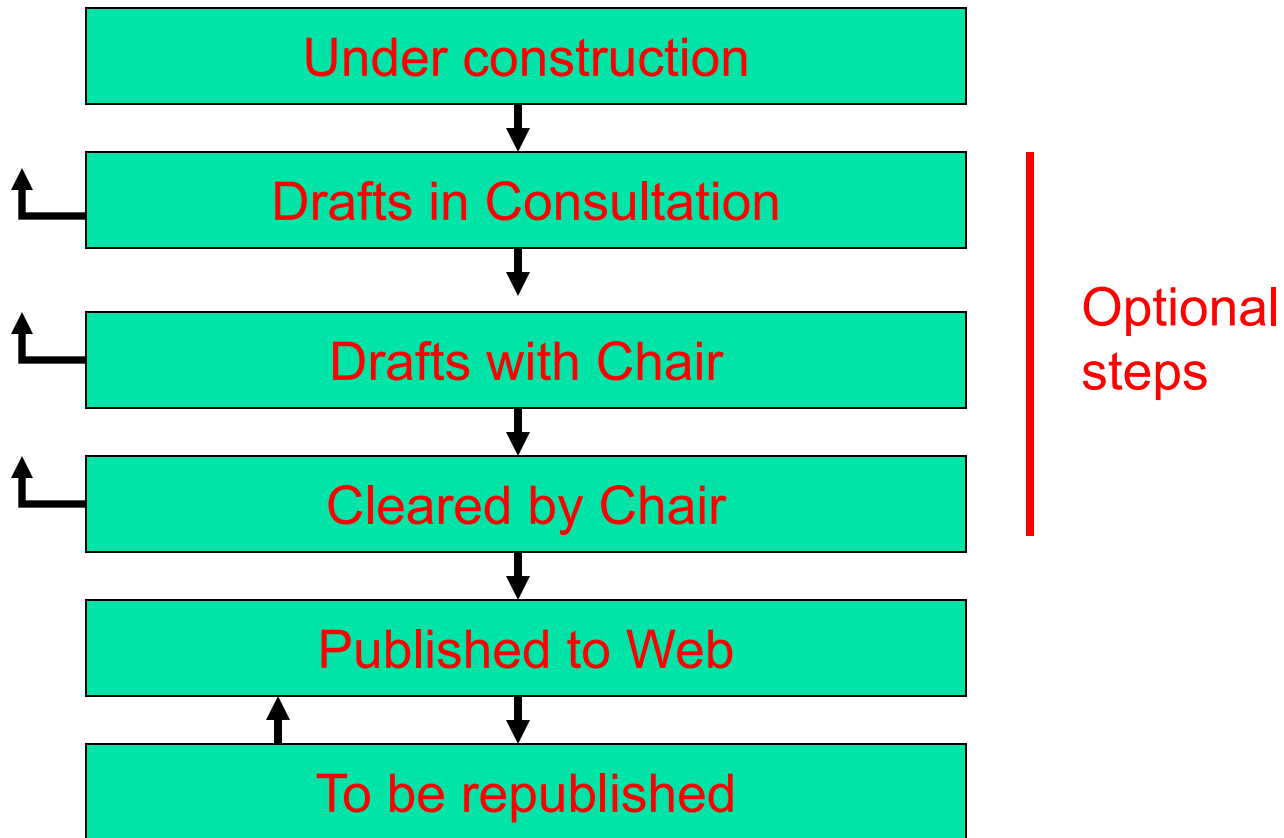 Under construction
Drafts in Consultation
Optional
steps
Drafts with Chair
Cleared by Chair
Published to Web
To be republished